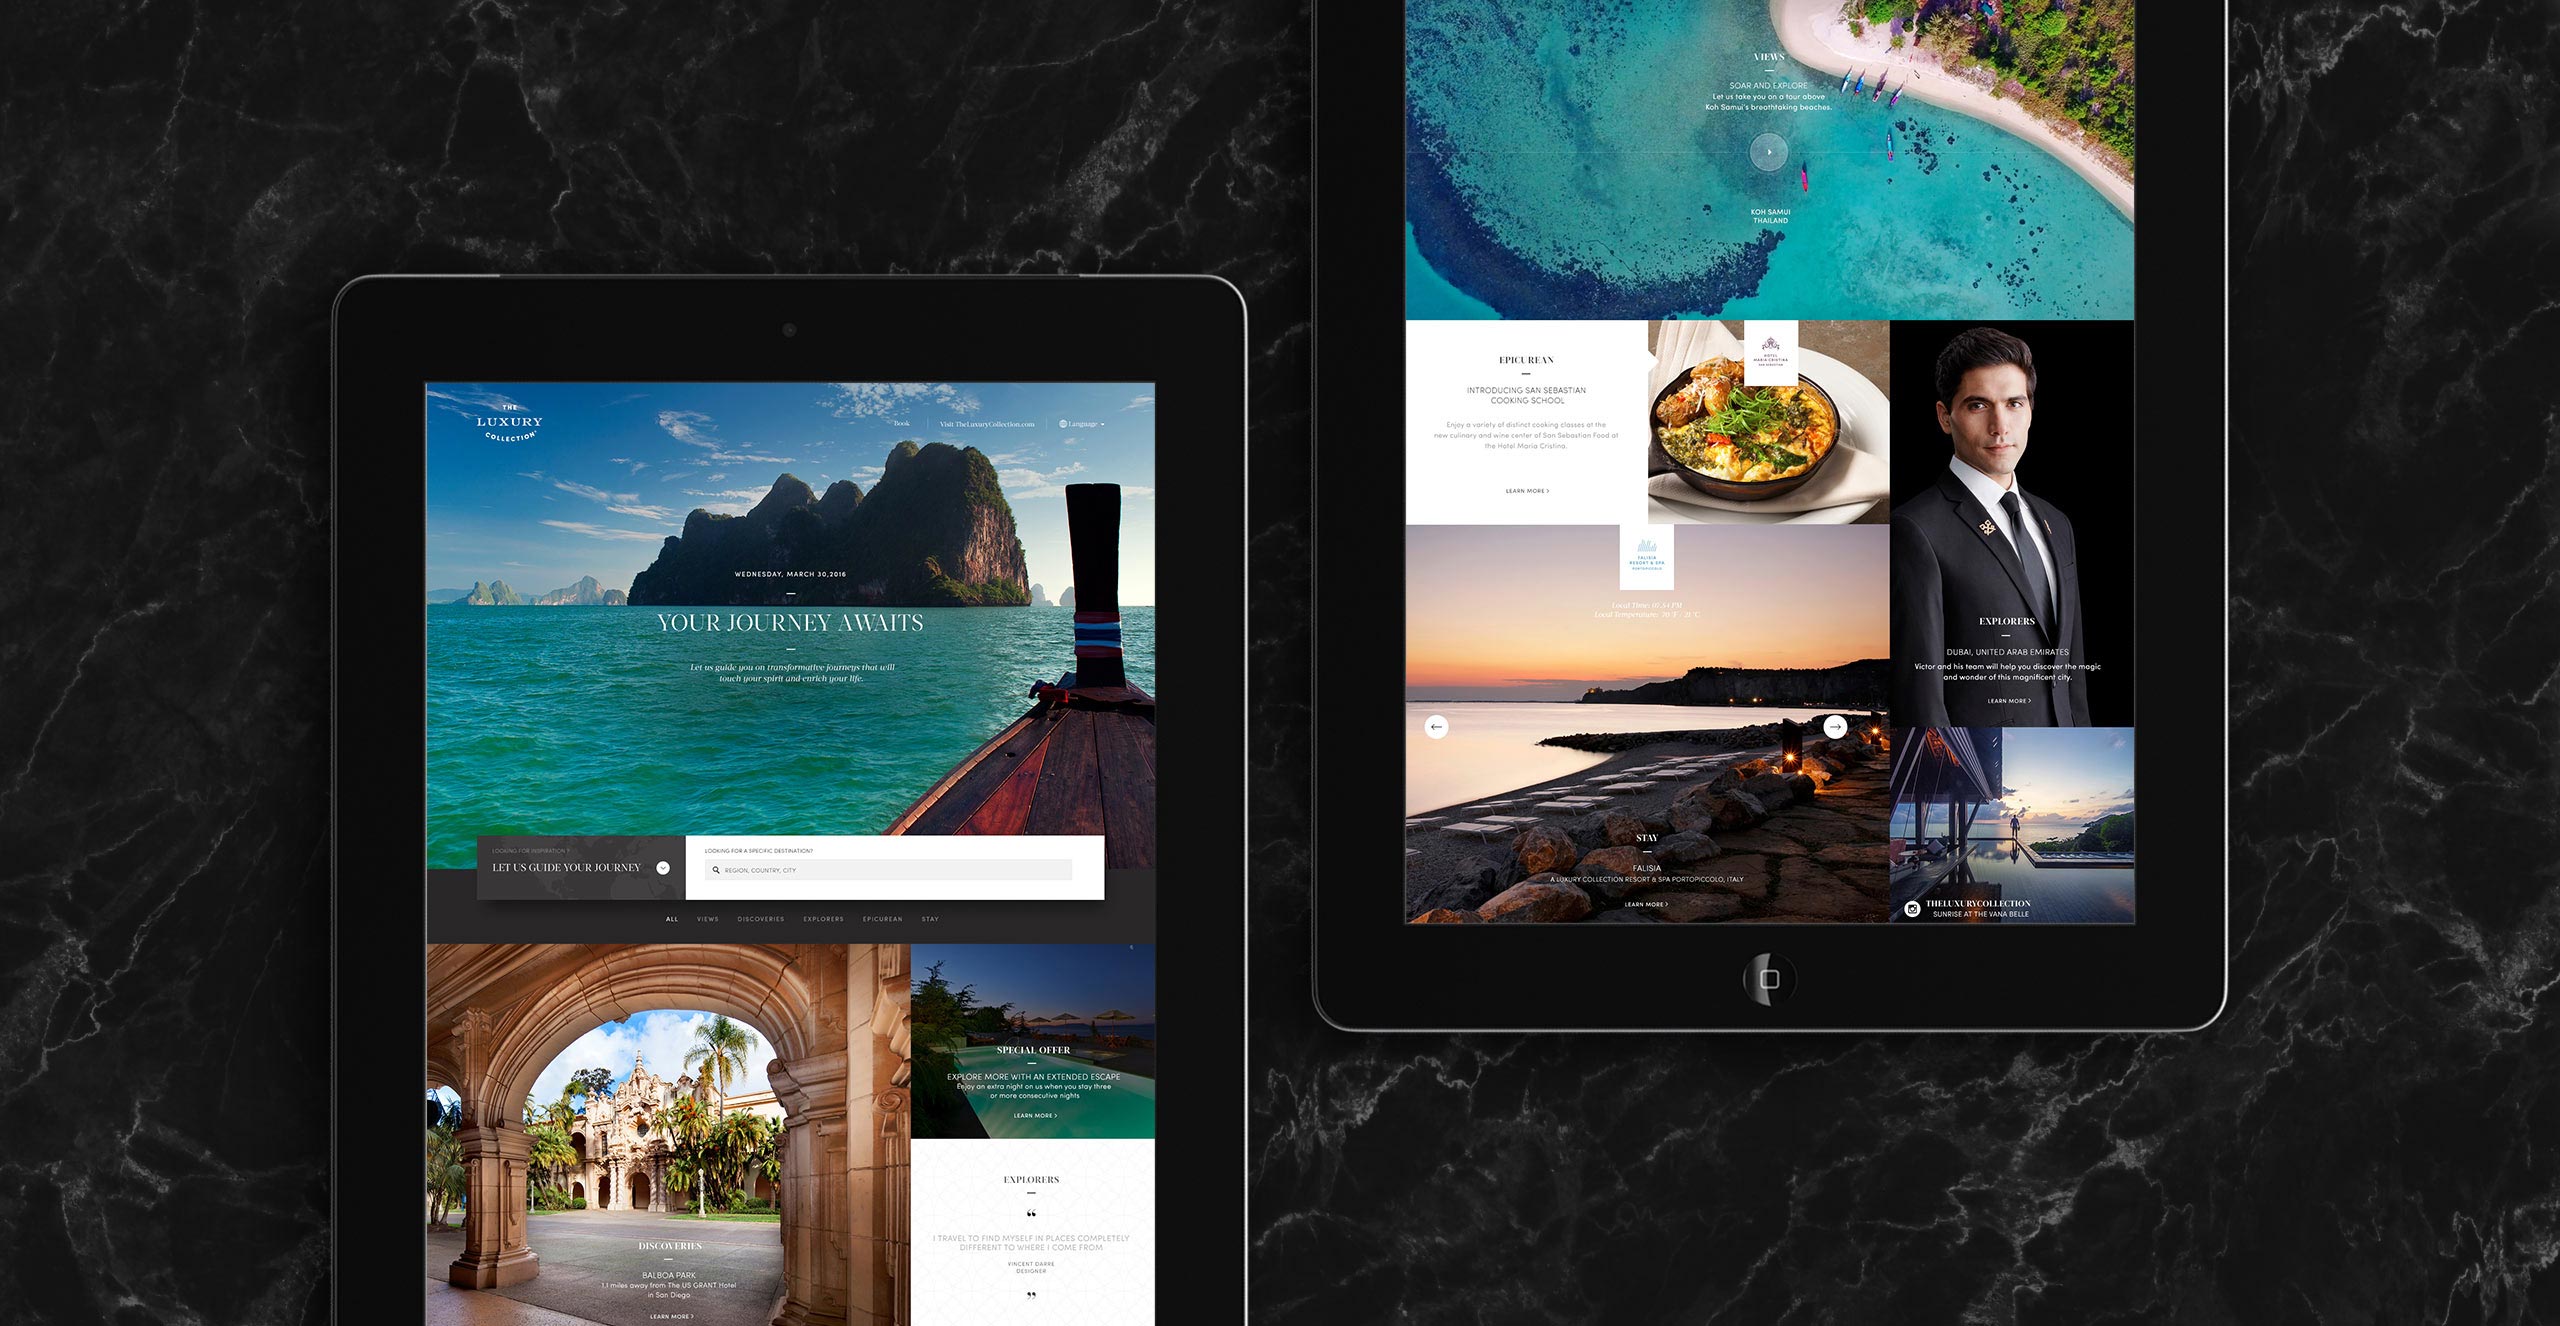 THE
LUXURY
COLLECTION
Book
Visit TheLuxuryCollection.com
Language
WEDNESDAY, MARCH 30,2016
YOUR JOURNEY AWAITS
Let us guide you on transformative journeys that will
touch your spirit and enrich your life.
LOOKING FOR INSPIRATION ?
LET US GUIDE YOUR JOURNEY
LOOKING FOR A SPECIFIC DESTINATION?
REGION, COUNTRY, CITY
ALL VIEWS DISCOVERIES EXPLORERS EPICUREAN STAY
DISCOVERIES
BALBOA PARK
1.1 miles away from The US GRANT Hotel
in San Diego
LEARN MORE >
SPECIAL OFFER
EXPLORE MORE WITH AN EXTENDED ESCAPE
Enjoy an extra night on us when you stay three
or more consecutive nights
LEARN MORE >
EXPLORERS
“
I TRAVEL TO FIND MYSELF IN PLACES COMPLETELY
DIFFERENT TO WHERE I COME FROM
VINCENT DARRE
DESIGNER
”
VIEWS
SOAR AND EXPLORE
Let us take you on a tour above
Koh Samui's breathtaking beaches.
KOH SAMUI
THAILAND
EPICUREAN
INTRODUCING SAN SEBASTIAN
COOKING SCHOOL
Enjoy a variety of distinct cooking classes at the
new culinary and wine center of San Sebastian Food at
the Hotel Maria Cristina.
LEARN MORE >
HOTEL
MARIA CRISTINA
SAN SEBASTIAN
EXPLORERS
DUBAI, UNITED ARAB EMIRATES
Victor and his team will help you discover the magic
and wonder of this magnificent city.
LEARN MORE >
FALISIA
RESORT & SPA
PORTOPICCOLO
Local Time: 07.54 PM
Local Temperature: 70 °F - 21 °C
STAY
FALISIA
A LUXURY COLLECTION RESORT & SPA PORTOPICCOLO, ITALY
LEARN MORE >
THELUXURYCOLLECTION
SUNRISE AT THE VANA BELLE